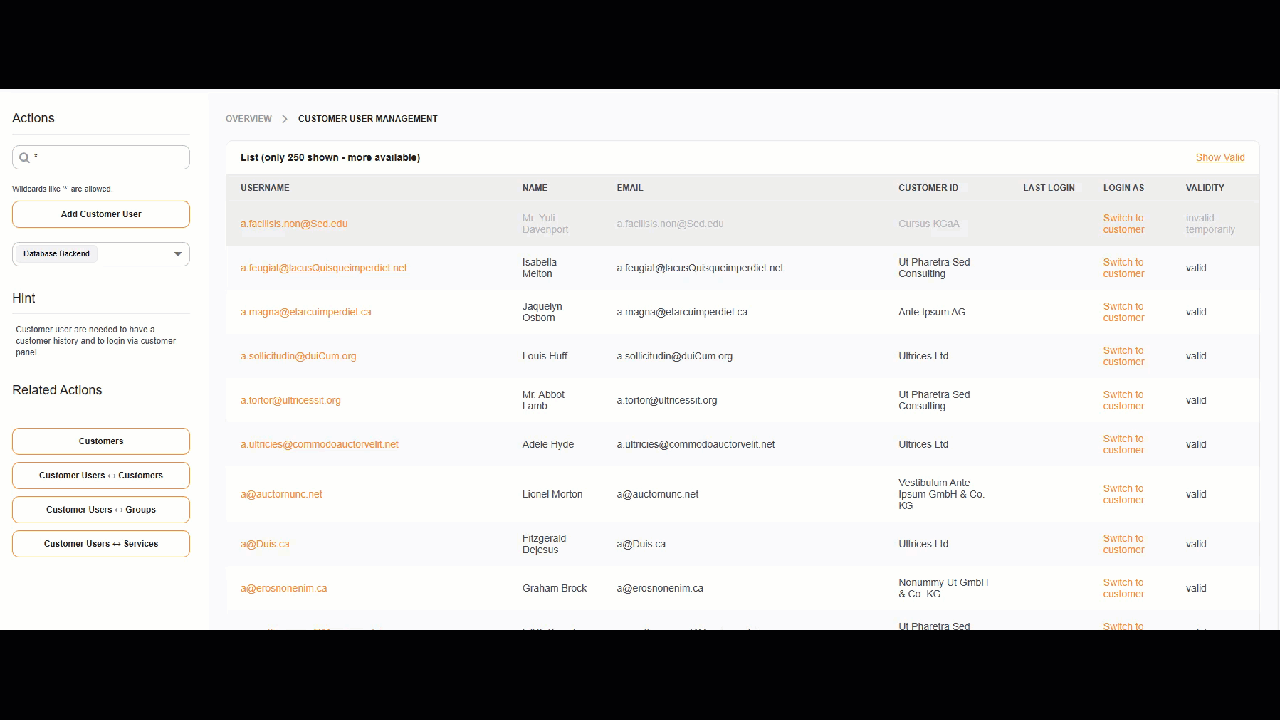 Actions
*
Wildcards like '*' are allowed.
Add Customer User
Database Backend
Hint
Customer user are needed to have a
customer history and to login via customer
panel.
Related Actions
Customers
Customer Users ↔ Customers
Customer Users ↔ Groups
Customer Users ↔ Services
OVERVIEW > CUSTOMER USER MANAGEMENT
List (only 250 shown - more available)
Show Valid
USERNAME NAME EMAIL CUSTOMER ID LAST LOGIN LOGIN AS VALIDITY
a.facilisis.non@Sed.edu Mr. Yuli Davenport a.facilisis.non@Sed.edu Cursus KGaA Switch to customer invalid-temporarily
a.feugiat@lacusQuisqueimperdiet.net Isabella Melton a.feugiat@lacusQuisqueimperdiet.net Ut Pharetra Sed Consulting Switch to customer valid
a.magna@etarcuimperdiet.ca Jaquelyn Osborn a.magna@etarcuimperdiet.ca Ante Ipsum AG Switch to customer valid
a.sollicitudin@duiCum.org Louis Huff a.sollicitudin@duiCum.org Ultrices Ltd Switch to customer valid
a.tortor@ultricessit.org Mr. Abbot Lamb a.tortor@ultricessit.org Ut Pharetra Sed Consulting Switch to customer valid
a.ultricies@commodoauctorvelit.net Adele Hyde a.ultricies@commodoauctorvelit.net Ultrices Ltd Switch to customer valid
a@auctornunc.net Lionel Morton a@auctornunc.net Vestibulum Ante Ipsum GmbH & Co. KG Switch to customer valid
a@Duis.ca Fitzgerald Dejesus a@Duis.ca Ultrices Ltd Switch to customer valid
a@erosnonenim.ca Graham Brock a@erosnonenim.ca Nonummy Ut GmbH & Co. KG Switch to customer valid
Ut Pharetra Sed Switch to